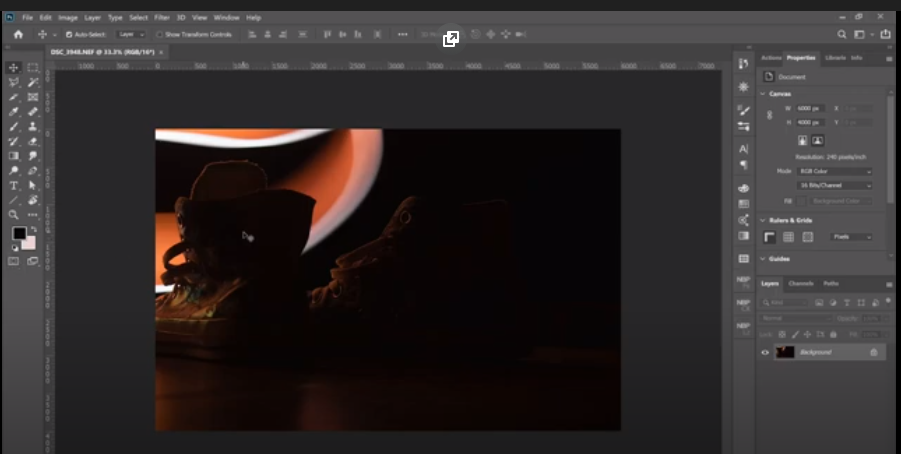 File Edit Image Layer Type Select Filter 3D View Window Help
Auto-Select: Layer Show Transform Controls
DSC_3948.NEF @ 33.3% (RGB/16*) ×
1000 500 0 500 1000 1500 2000 2500 3000 3500 4000 4500 5000 5500 6000 6500 7000
Actions Properties Libraries Info
Document
Canvas
W 6000 px X
H 4000 px Y
Resolution: 240 pixels/inch
Mode RGB Color
16 Bits/Channel
Fill Background Color
Rulers & Grids
Pixels
Guides
Layers Channels Paths
Kind
Normal Opacity:
Lock: Fill:
Background
NBP
NBP
NBP